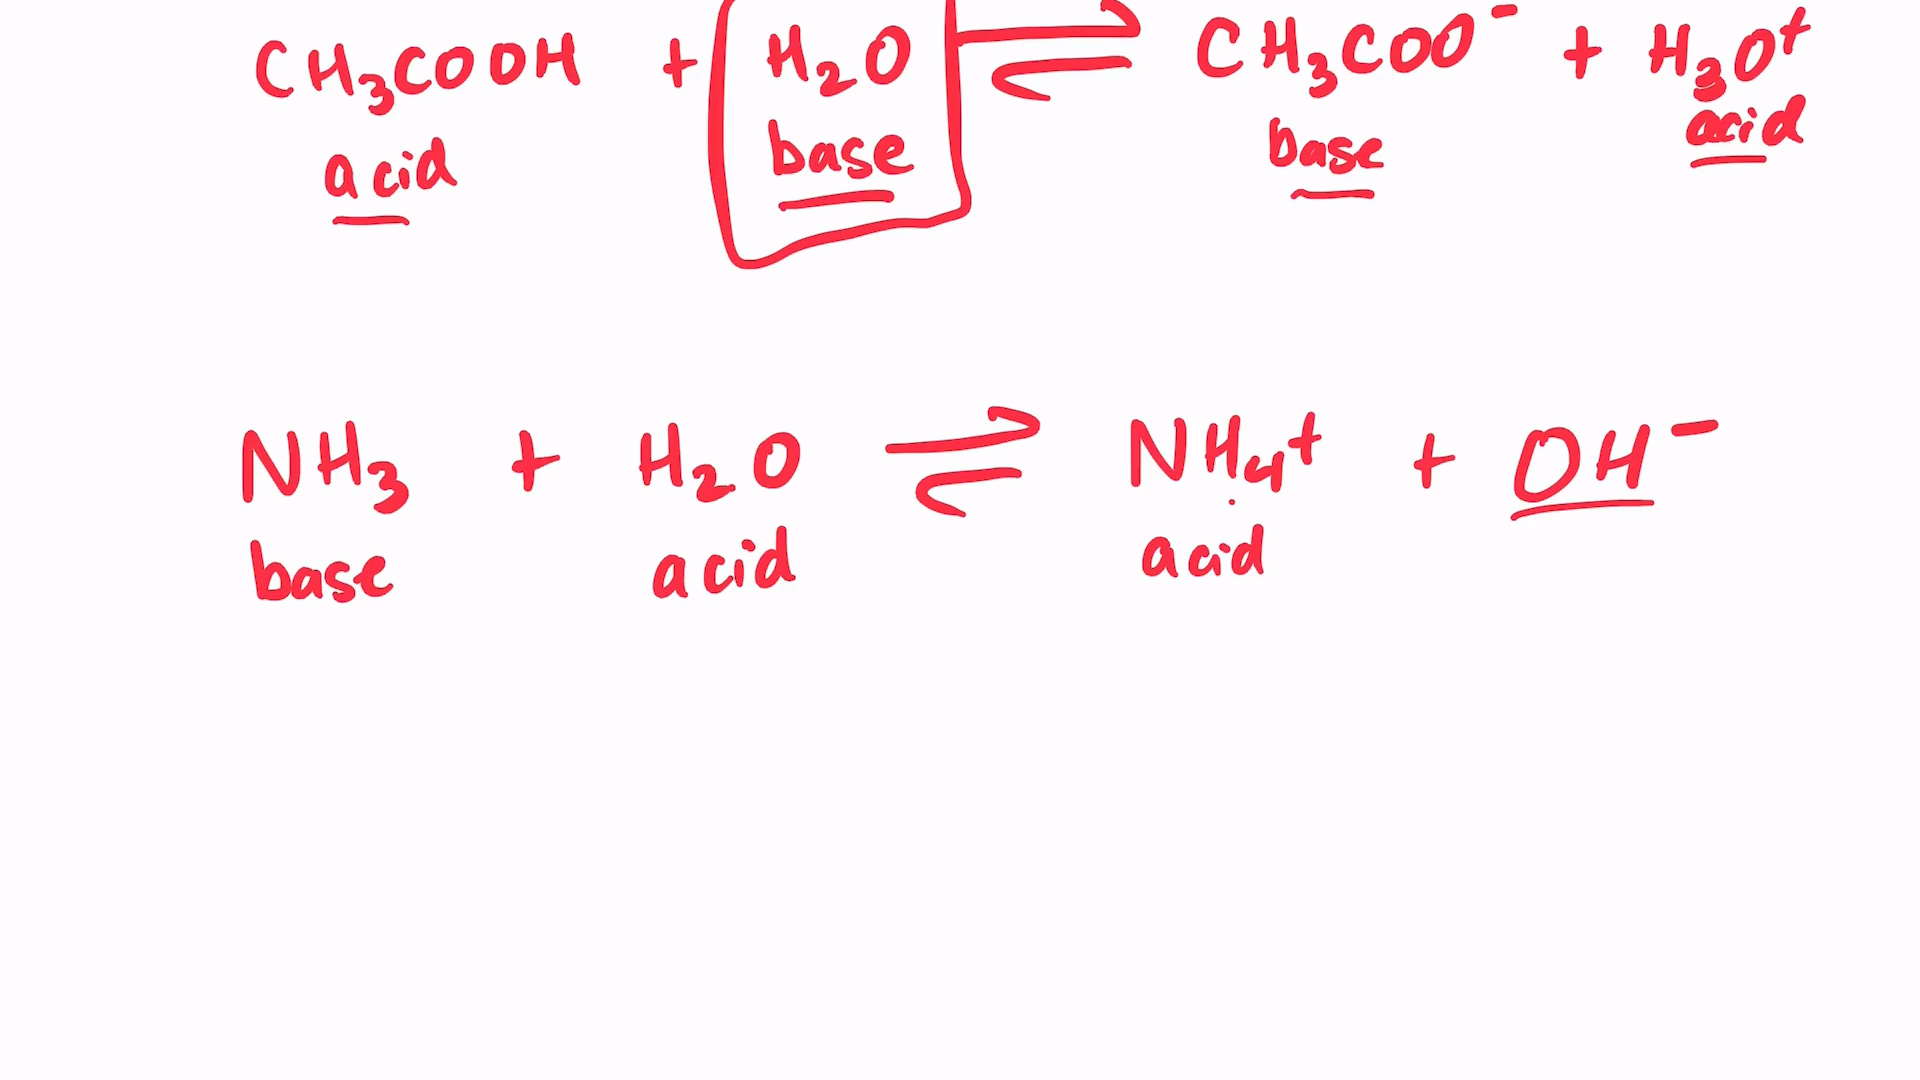 CH₃COOH + H₂O ⇌ CH₃COO⁻ + H₃O⁺
acid base base acid
NH₃ + H₂O ⇌ NH₄⁺ + OH⁻
base acid acid